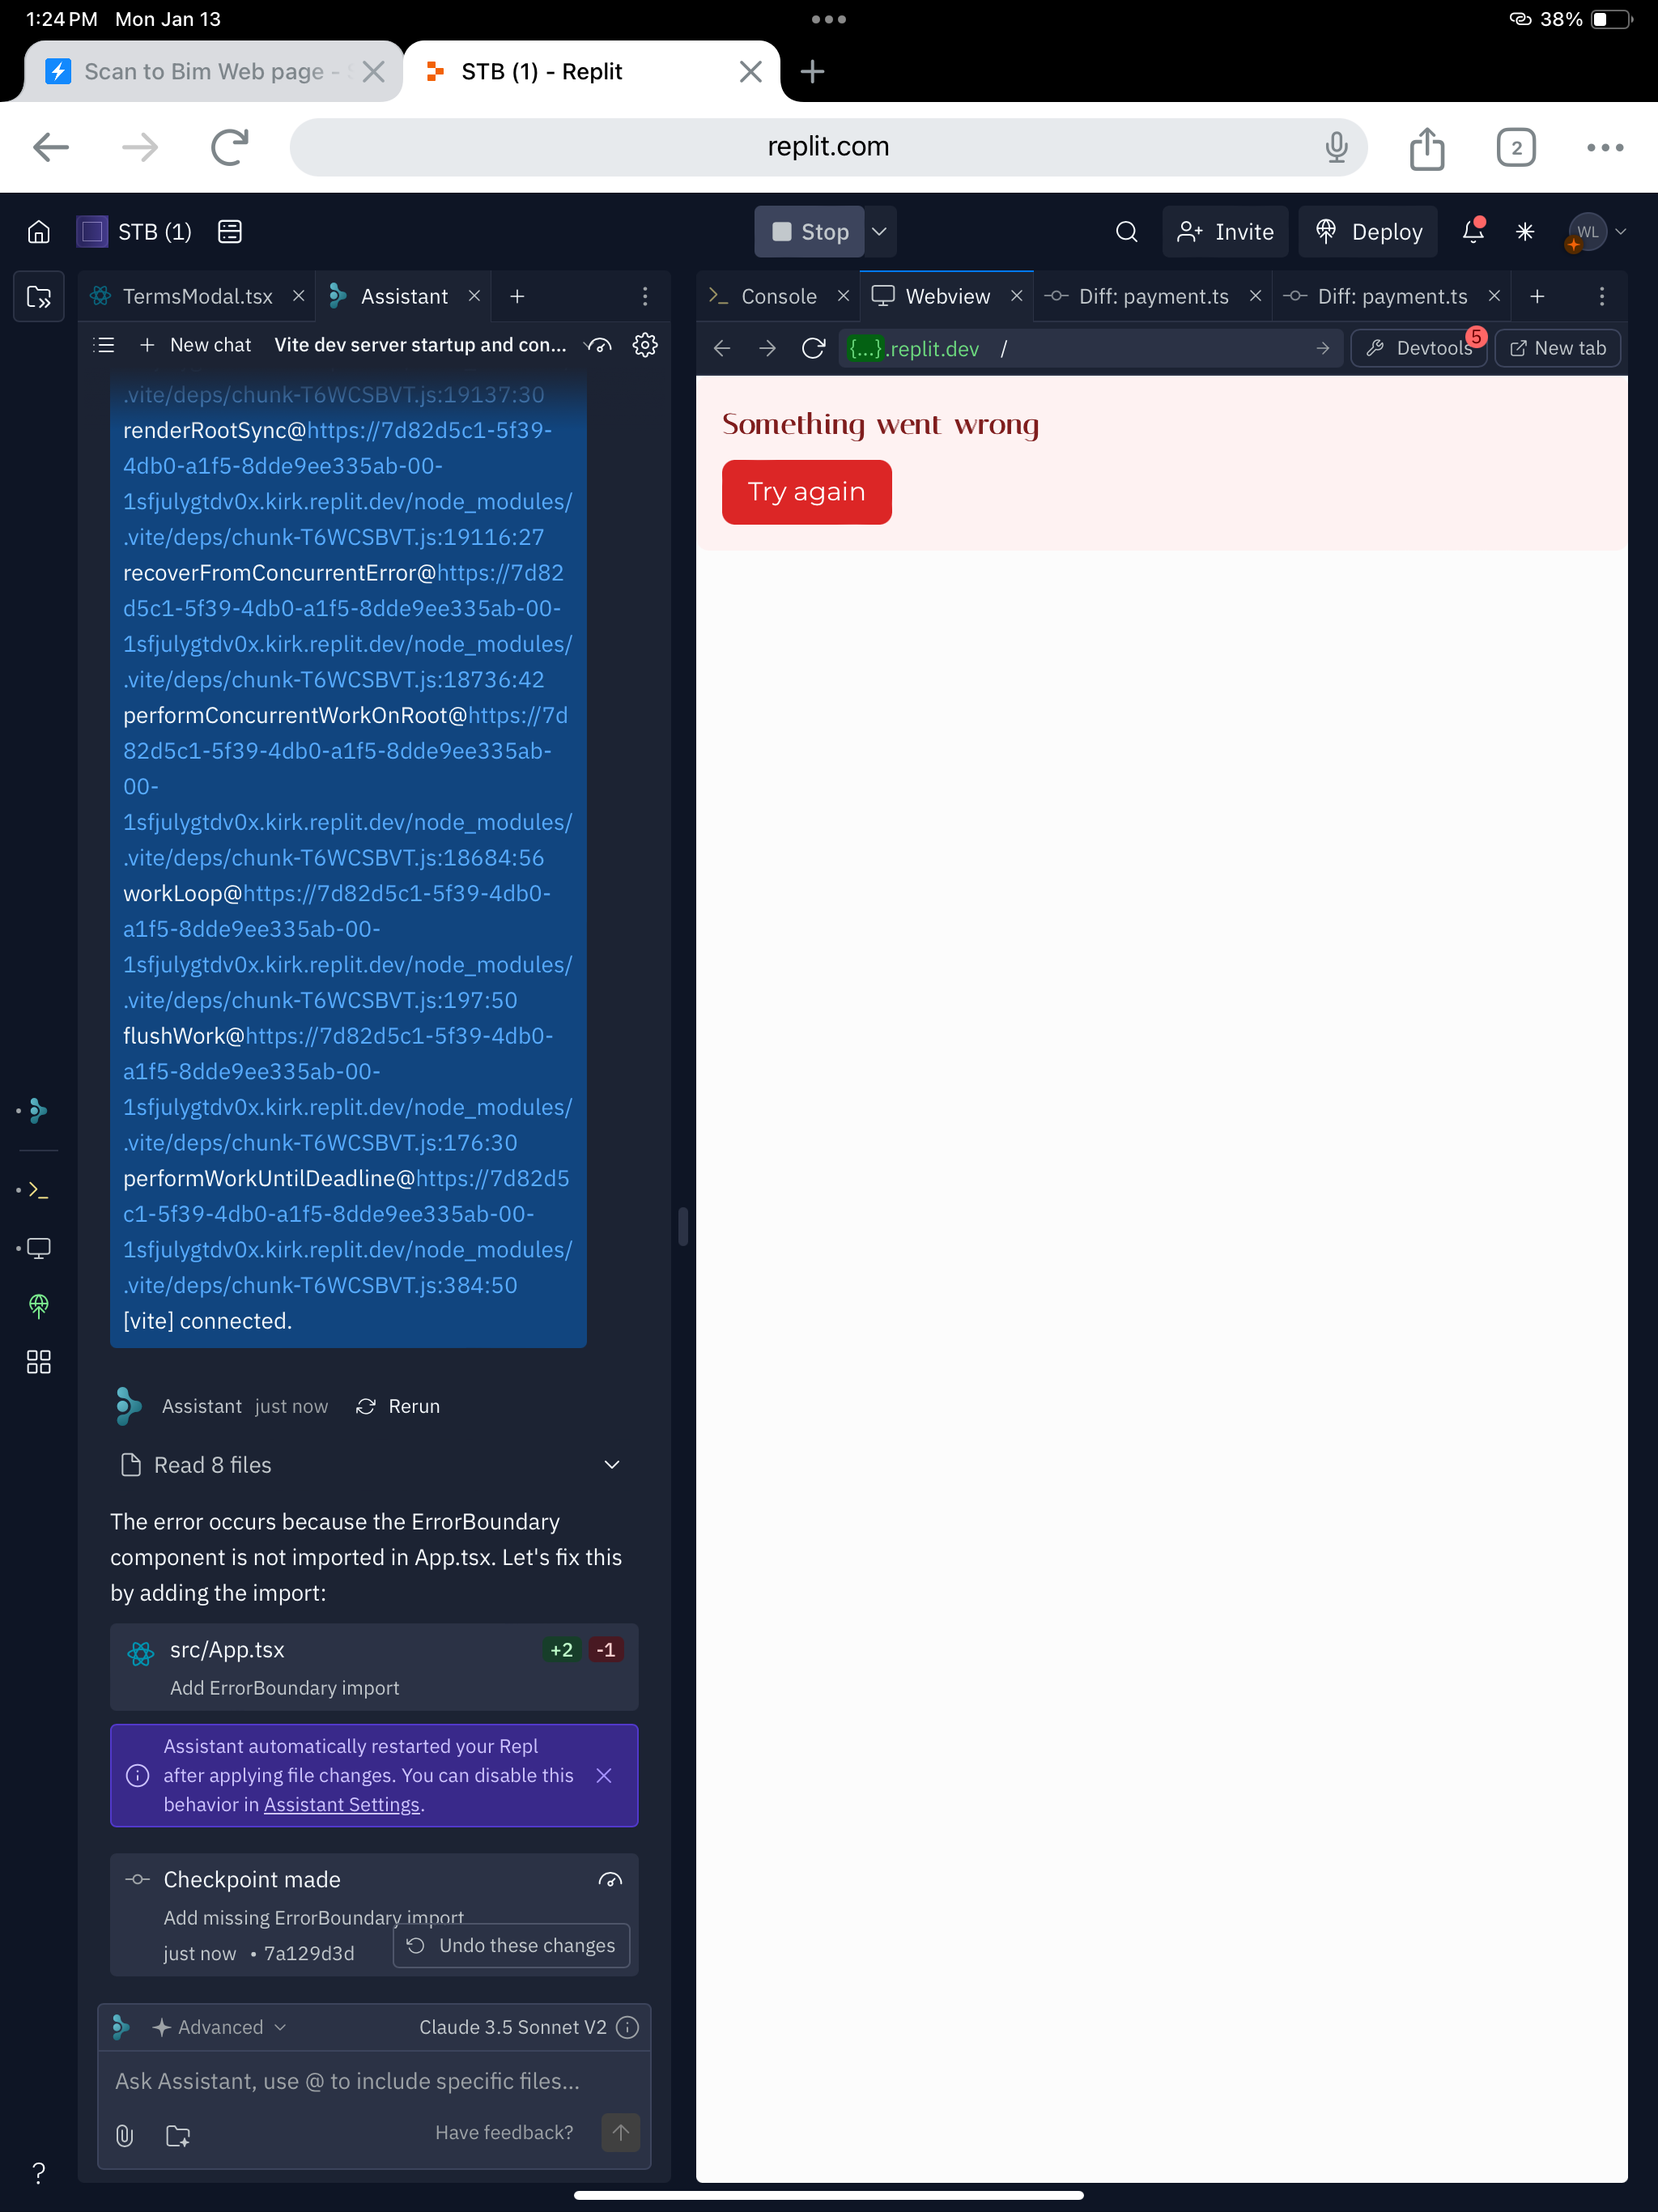 1:24 PM Mon Jan 13
38%
Scan to Bim Web page -
STB (1) - Replit
replit.com
2
STB (1)
Stop
Invite
Deploy
WL
TermsModal.tsx
Assistant
Console
Webview
Diff: payment.ts
Diff: payment.ts
New chat
Vite dev server startup and con...
{...}.replit.dev /
Devtools
5
New tab
.vite/deps/chunk-T6WCSBVT.js:19137:30
renderRootSync@https://7d82d5c1-5f39-
4db0-a1f5-8dde9ee335ab-00-
1sfjulygtdv0x.kirk.replit.dev/node_modules/
.vite/deps/chunk-T6WCSBVT.js:19116:27
recoverFromConcurrentError@https://7d82
d5c1-5f39-4db0-a1f5-8dde9ee335ab-00-
1sfjulygtdv0x.kirk.replit.dev/node_modules/
.vite/deps/chunk-T6WCSBVT.js:18736:42
performConcurrentWorkOnRoot@https://7d
82d5c1-5f39-4db0-a1f5-8dde9ee335ab-
00-
1sfjulygtdv0x.kirk.replit.dev/node_modules/
.vite/deps/chunk-T6WCSBVT.js:18684:56
workLoop@https://7d82d5c1-5f39-4db0-
a1f5-8dde9ee335ab-00-
1sfjulygtdv0x.kirk.replit.dev/node_modules/
.vite/deps/chunk-T6WCSBVT.js:197:50
flushWork@https://7d82d5c1-5f39-4db0-
a1f5-8dde9ee335ab-00-
1sfjulygtdv0x.kirk.replit.dev/node_modules/
.vite/deps/chunk-T6WCSBVT.js:176:30
performWorkUntilDeadline@https://7d82d5
c1-5f39-4db0-a1f5-8dde9ee335ab-00-
1sfjulygtdv0x.kirk.replit.dev/node_modules/
.vite/deps/chunk-T6WCSBVT.js:384:50
[vite] connected.
Assistant just now Rerun
Read 8 files
The error occurs because the ErrorBoundary
component is not imported in App.tsx. Let's fix this
by adding the import:
src/App.tsx +2 -1
Add ErrorBoundary import
Assistant automatically restarted your Repl
after applying file changes. You can disable this
behavior in Assistant Settings.
Checkpoint made
Add missing ErrorBoundary import
just now • 7a129d3d
Undo these changes
Advanced
Claude 3.5 Sonnet V2
Ask Assistant, use @ to include specific files...
Have feedback?
?
Something went wrong
Try again